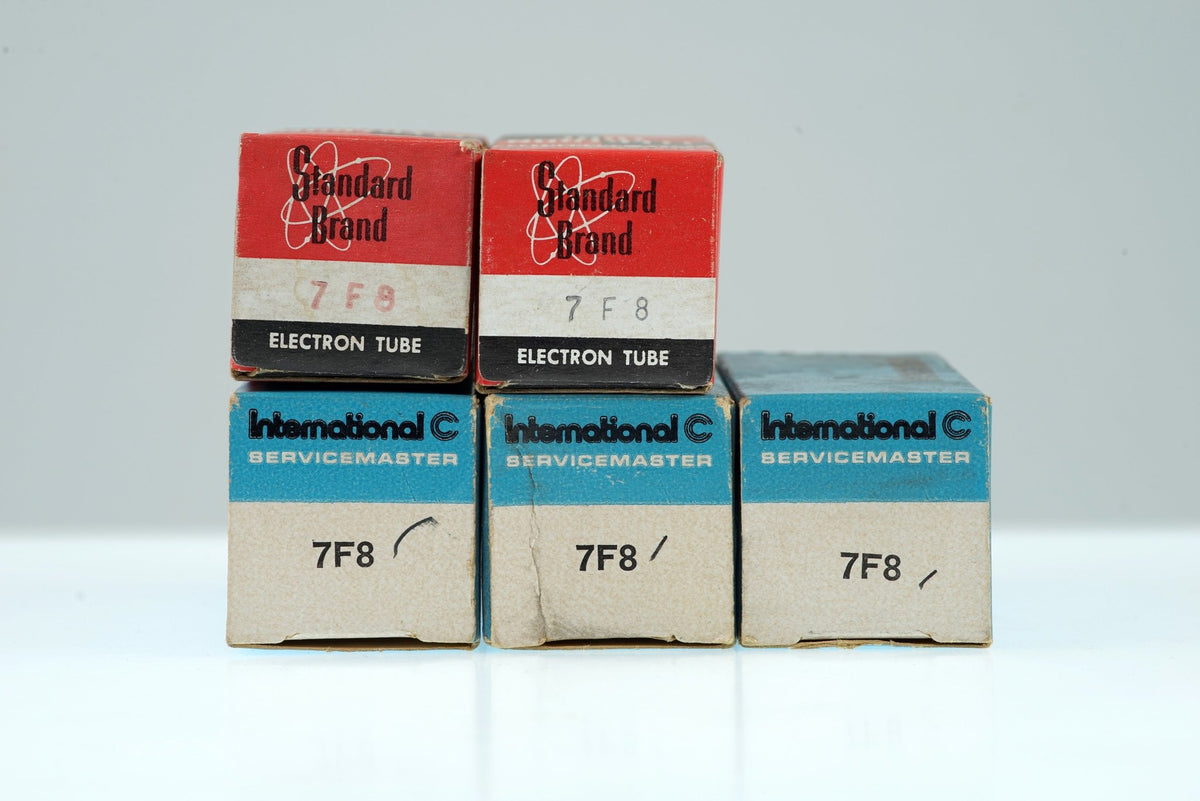 Standard
Brand
7F8
ELECTRON TUBE
Standard
Brand
7F8
ELECTRON TUBE
International C
SERVICEMASTER
7F8
International C
SERVICEMASTER
7F8
International C
SERVICEMASTER
7F8